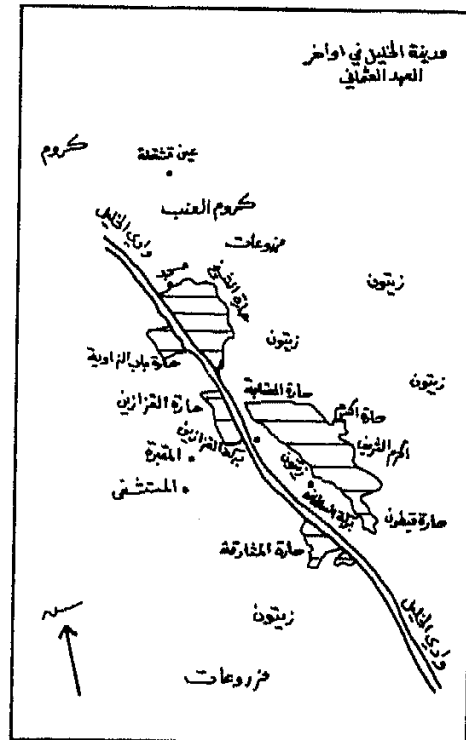 مدينة الخليل في اواخر
العهد العثماني
كروم
عين قشقلة
كروم العنب
وادي الخليل
مزروعات
مسجد
حارة الشيخ
زيتون
زيتون
حارة باب الزاوية
زيتون
حارة القزازين
حارة العقابة
حارة الحرم
الحرم الشريف
بركة القزازين
المقبرة
زيتون
المستشفى
بركة السلطان
حارة قيطون
حارة المشارقة
زيتون
وادي الخليل
مزروعات